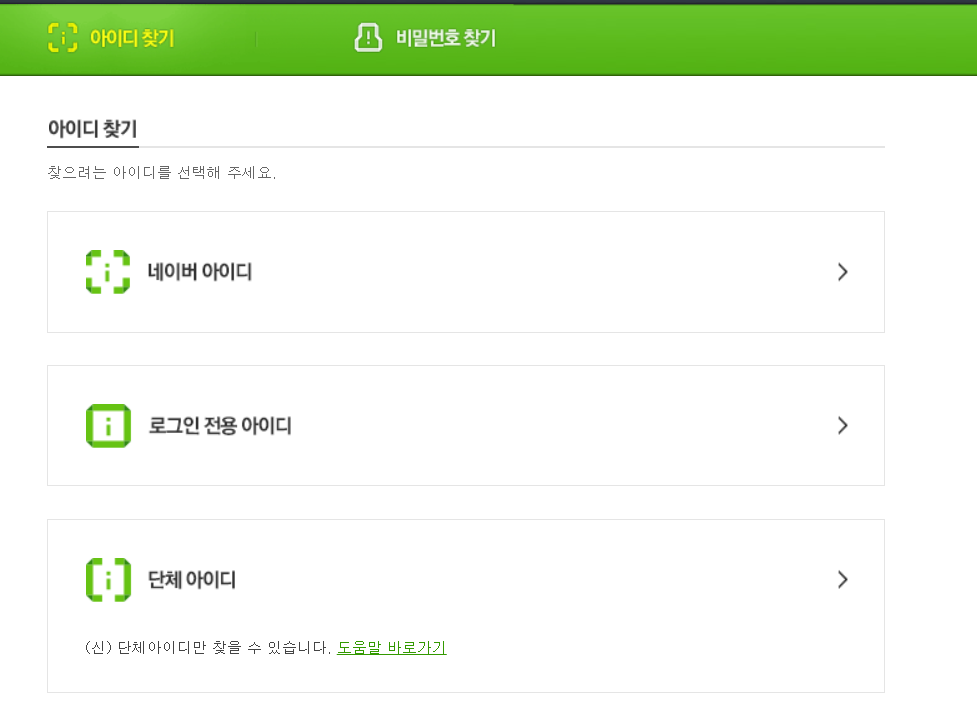 아이디 찾기
비밀번호 찾기
아이디 찾기
찾으려는 아이디를 선택해 주세요.
네이버 아이디
로그인 전용 아이디
단체 아이디
(신) 단체아이디만 찾을 수 있습니다. 도움말 바로가기